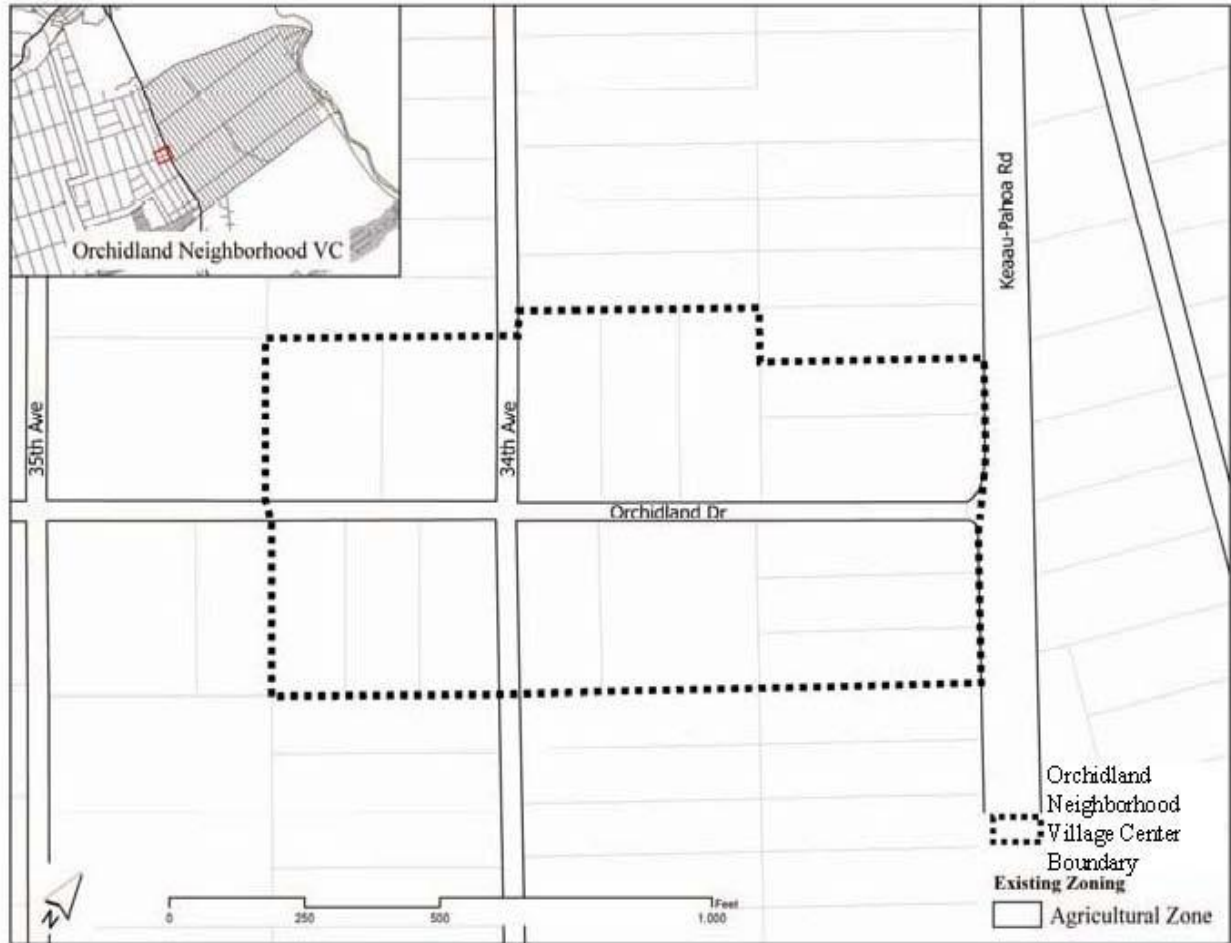 Orchidland Neighborhood VC
Keaau-Pahoa Rd
35th Ave
34th Ave
Orchidland Dr
Orchidland
Neighborhood
Village Center
Boundary
Existing Zoning
Agricultural Zone
N
Feet
0 250 500 1.000